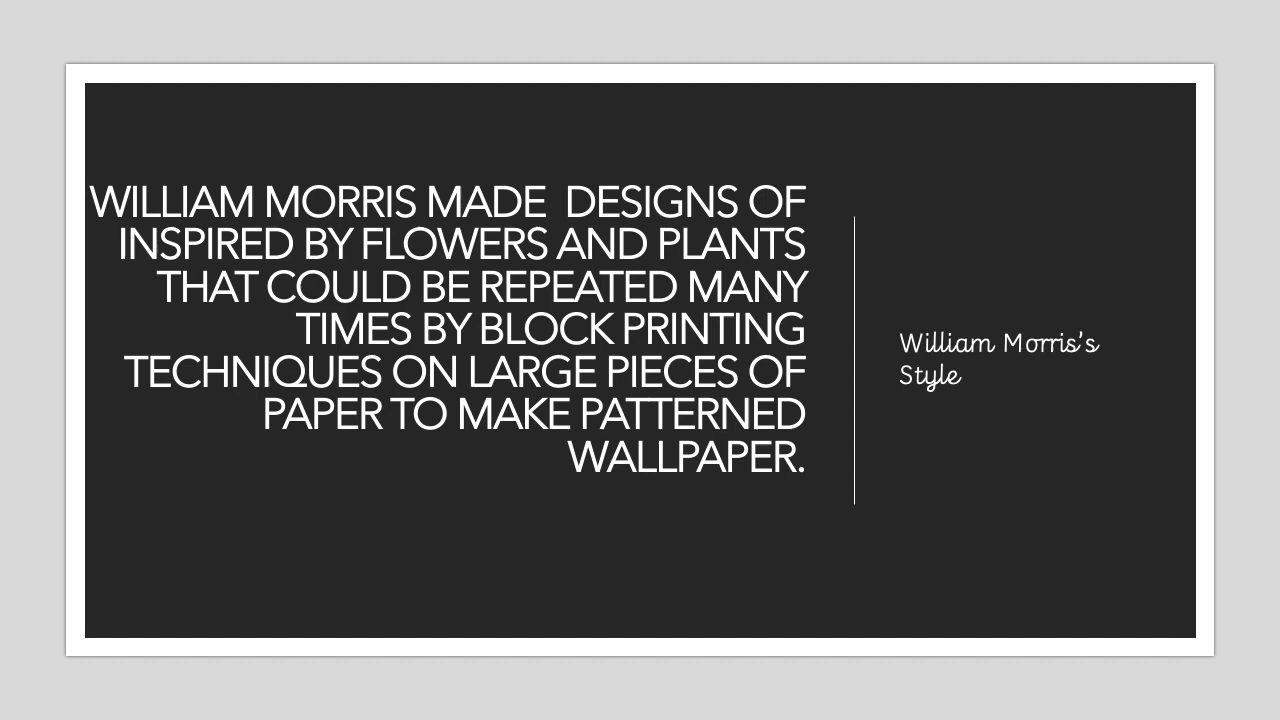 WILLIAM MORRIS MADE  DESIGNS OF
INSPIRED BY FLOWERS AND PLANTS
THAT COULD BE REPEATED MANY
TIMES BY BLOCK PRINTING
TECHNIQUES ON LARGE PIECES OF
PAPER TO MAKE PATTERNED
WALLPAPER.
William Morris's
Style